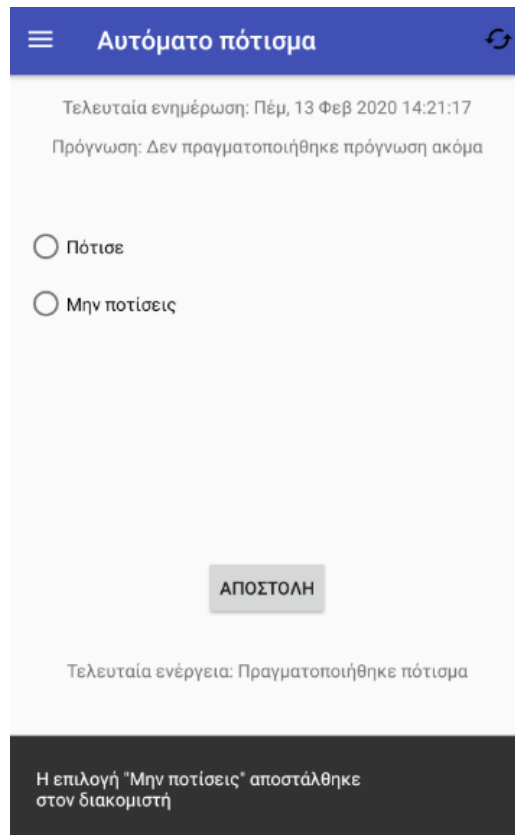 Αυτόματο πότισμα
Τελευταία ενημέρωση: Πέμ, 13 Φεβ 2020 14:21:17
Πρόγνωση: Δεν πραγματοποιήθηκε πρόγνωση ακόμα
Πότισε
Μην ποτίσεις
ΑΠΟΣΤΟΛΗ
Τελευταία ενέργεια: Πραγματοποιήθηκε πότισμα
Η επιλογή "Μην ποτίσεις" αποστάλθηκε
στον διακομιστή